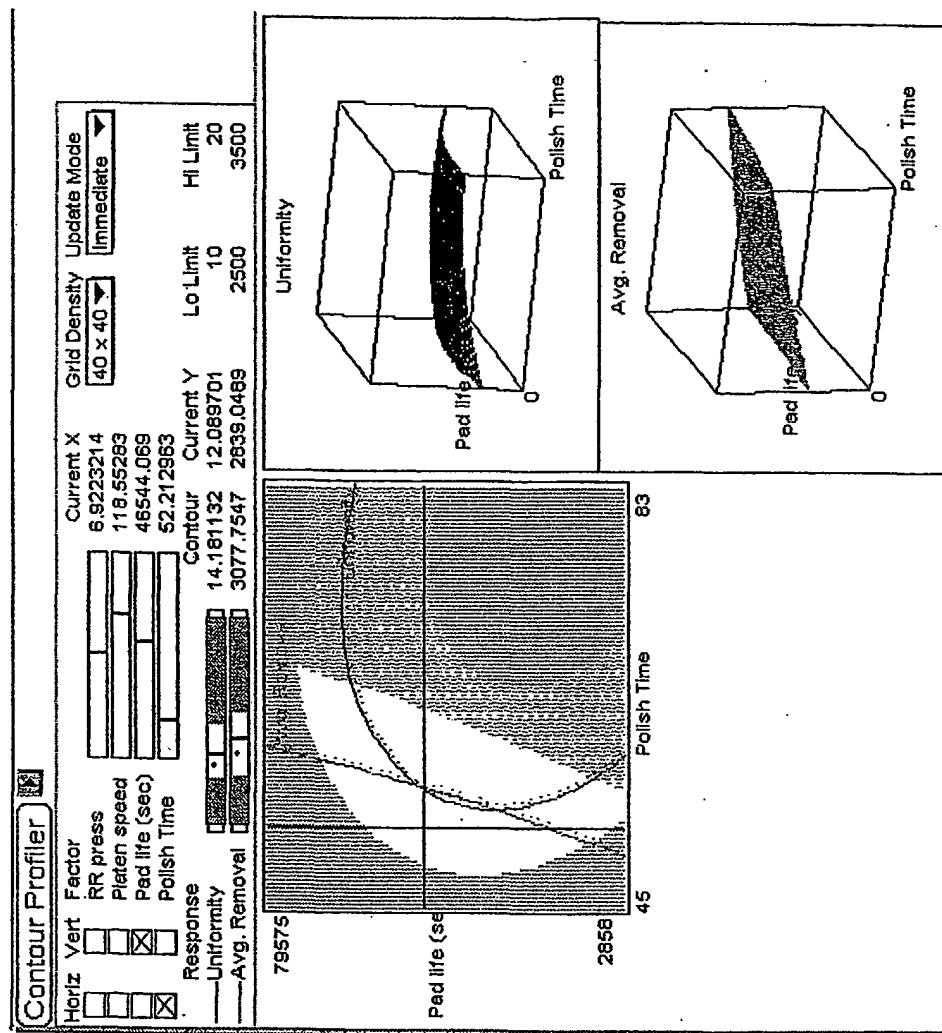 Contour Profiler
Horiz Vert Factor Current X Grid Density Update Mode
RR press 6.9223214 40 x 40 Immediate
Platen speed 118.55283
Pad life (sec) 46544.069
Polish Time 52.212963
Response Contour Current Y Lo Limit Hi Limit
Uniformity 14.181132 12.089701 10 20
Avg. Removal 3077.7547 2839.0489 2500 3500
79575
Pad life (se
2858
45
Polish Time
83
Uniformity
Pad life
0
Polish Time
Avg. Removal
Pad life
0
Polish Time